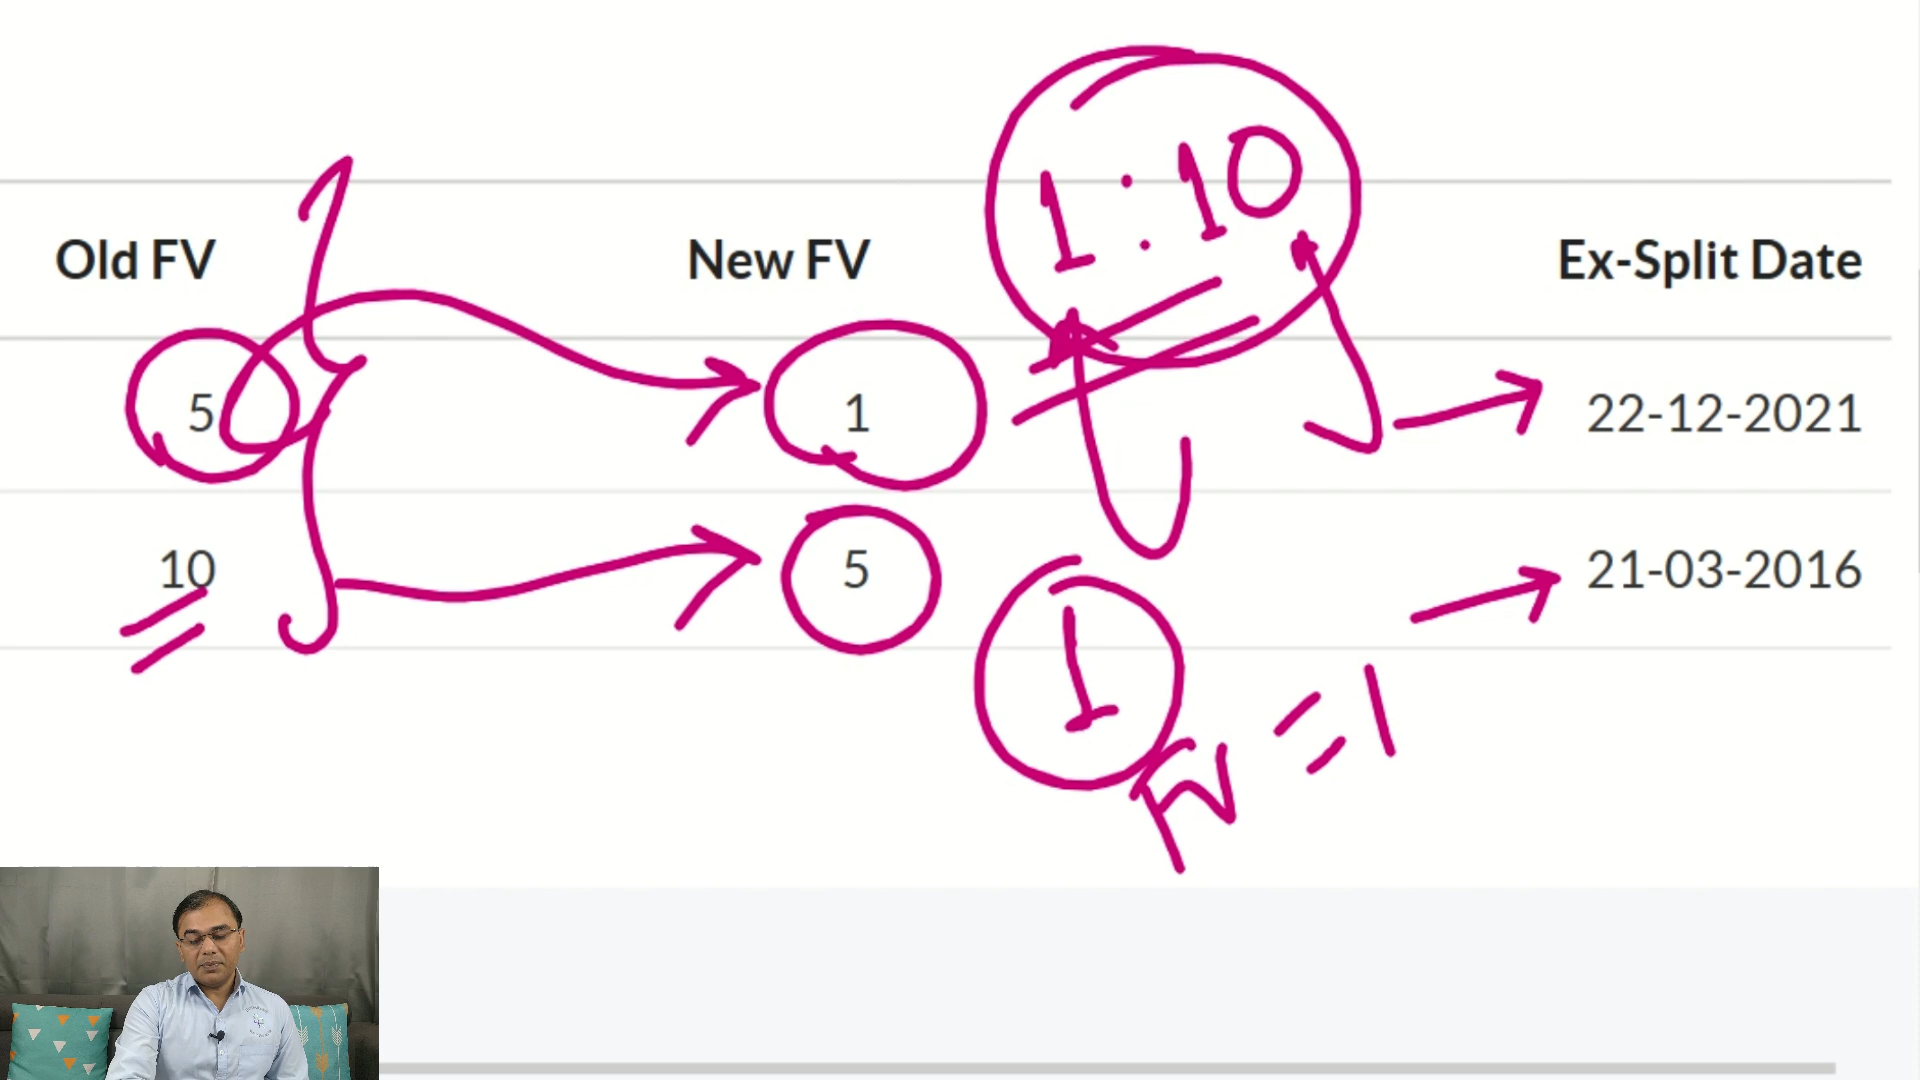 1:10
Old FV New FV Ex-Split Date
5 1 22-12-2021
10 5 21-03-2016
1
FV = 1